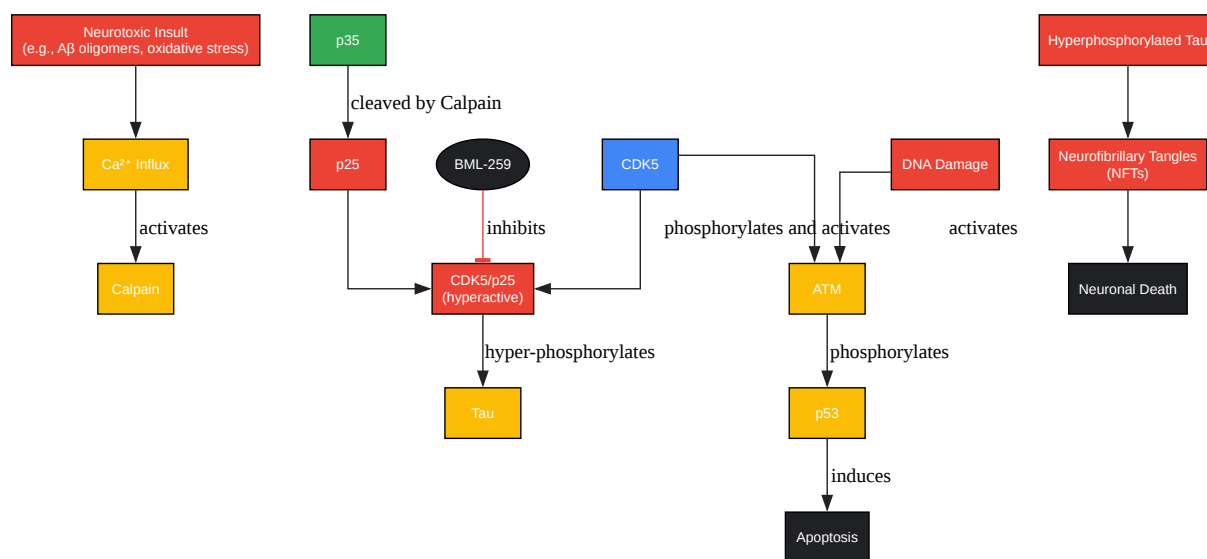 Neurotoxic Insult
(e.g., Aβ oligomers, oxidative stress)
p35
Hyperphosphorylated Tau
cleaved by Calpain
Ca²⁺ Influx
p25
BML-259
CDK5
DNA Damage
Neurofibrillary Tangles
(NFTs)
activates
inhibits
phosphorylates and activates
activates
Calpain
CDK5/p25
(hyperactive)
ATM
Neuronal Death
hyper-phosphorylates
phosphorylates
Tau
p53
induces
Apoptosis